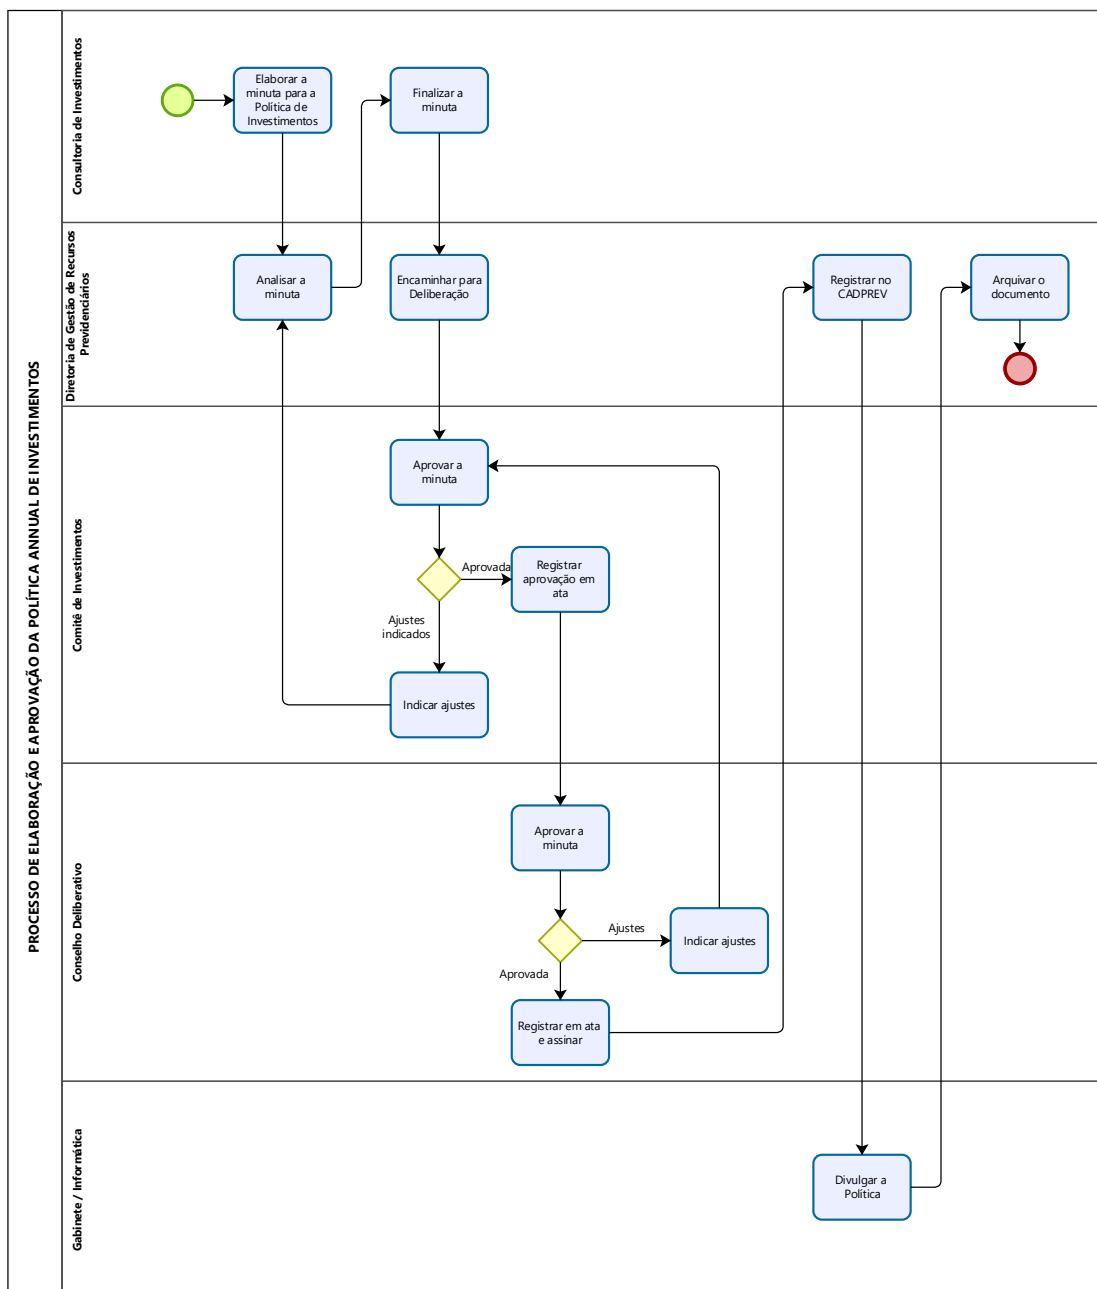 PROCESSO DE ELABORAÇÃO E APROVAÇÃO DA POLÍTICA ANNUAL DE INVESTIMENTOS
Consultoria de Investimentos
Elaborar a
minuta para a
Política de
Investimentos
Finalizar a
minuta
Diretoria de Gestão de Recursos
Previdenciários
Analisar a
minuta
Encaminhar para
Deliberação
Registrar no
CADPREV
Arquivar o
documento
Comitê de Investimentos
Aprovar a
minuta
Aprovada
Registrar
aprovação em
ata
Ajustes
indicados
Indicar ajustes
Conselho Deliberativo
Aprovar a
minuta
Ajustes
Indicar ajustes
Aprovada
Registrar em ata
e assinar
Gabinete / Informática
Divulgar a
Política